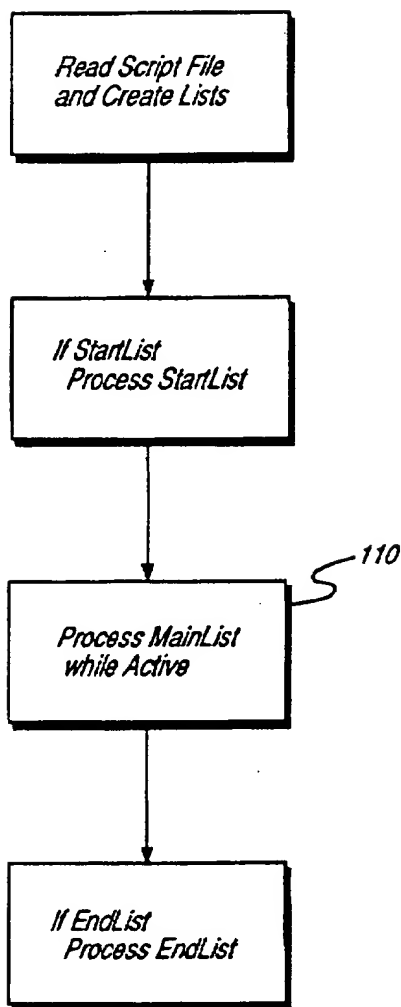 Read Script File
and Create Lists
If StartList
Process StartList
110
Process MainList
while Active
If EndList
Process EndList